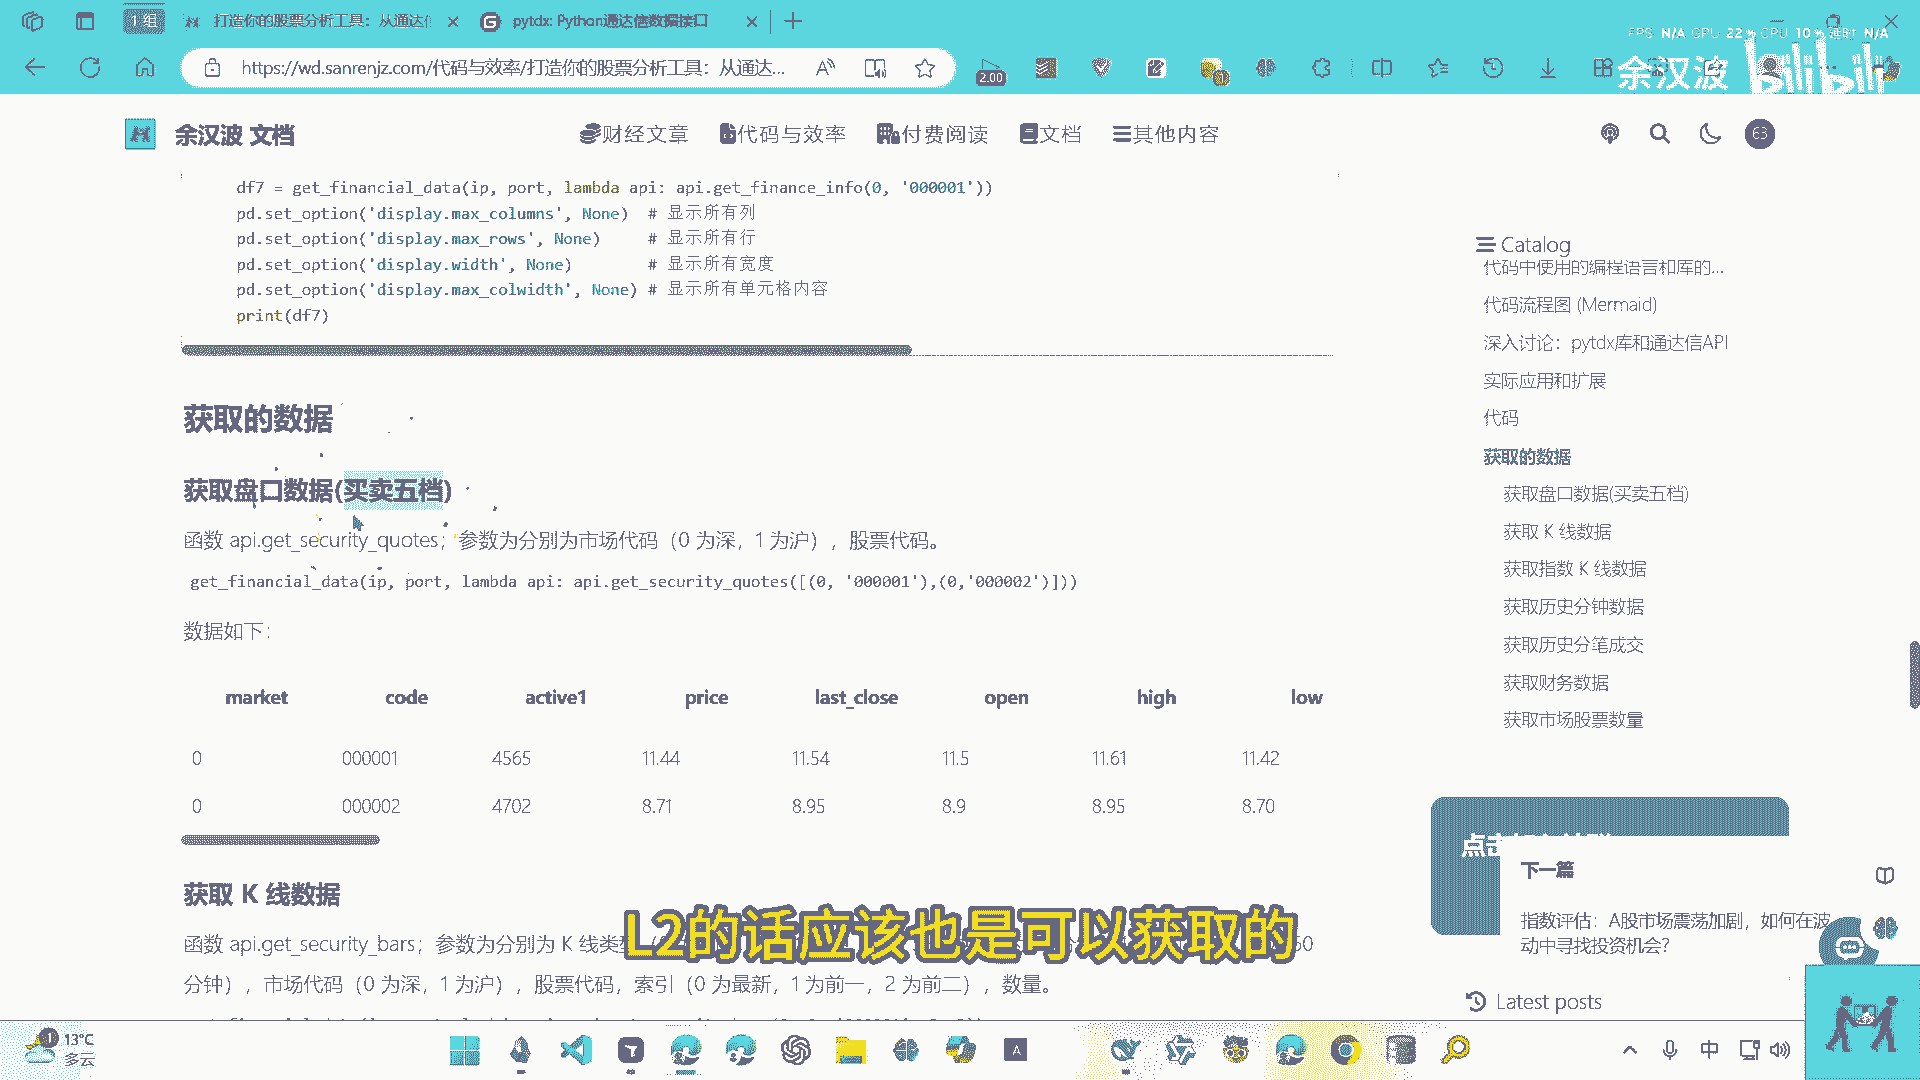 1 组
打造你的股票分析工具：从通达信
pytdx: Python通达信数据接口
FPS N/A GPU 22% CPU 10% 延时 N/A
https://wd.sanrenjz.com/代码与效率/打造你的股票分析工具：从通达...
2.00
余汉波 bilibili
余汉波 文档
财经文章
代码与效率
付费阅读
文档
其他内容
63
df7 = get_financial_data(ip, port, lambda api: api.get_finance_info(0, '000001'))
pd.set_option('display.max_columns', None)  # 显示所有列
pd.set_option('display.max_rows', None)     # 显示所有行
pd.set_option('display.width', None)        # 显示所有宽度
pd.set_option('display.max_colwidth', None) # 显示所有单元格内容
print(df7)
获取的数据
获取盘口数据(买卖五档)
函数 api.get_security_quotes；参数为分别为市场代码（0 为深，1 为沪），股票代码。
get_financial_data(ip, port, lambda api: api.get_security_quotes([(0, '000001'),(0,'000002')]))
数据如下：
market code active1 price last_close open high low
0 000001 4565 11.44 11.54 11.5 11.61 11.42
0 000002 4702 8.71 8.95 8.9 8.95 8.70
获取 K 线数据
函数 api.get_security_bars；参数为分别为 K 线类
分钟），市场代码（0 为深，1 为沪），股票代码，索引（0 为最新，1 为前一，2 为前二），数量。
L2的话应该也是可以获取的
Catalog
代码中使用的编程语言和库的...
代码流程图 (Mermaid)
深入讨论：pytdx库和通达信API
实际应用和扩展
代码
获取的数据
获取盘口数据(买卖五档)
获取 K 线数据
获取指数 K 线数据
获取历史分钟数据
获取历史分笔成交
获取财务数据
获取市场股票数量
下一篇
指数评估：A股市场震荡加剧，如何在波
动中寻找投资机会？
Latest posts
1
13°C
多云
中